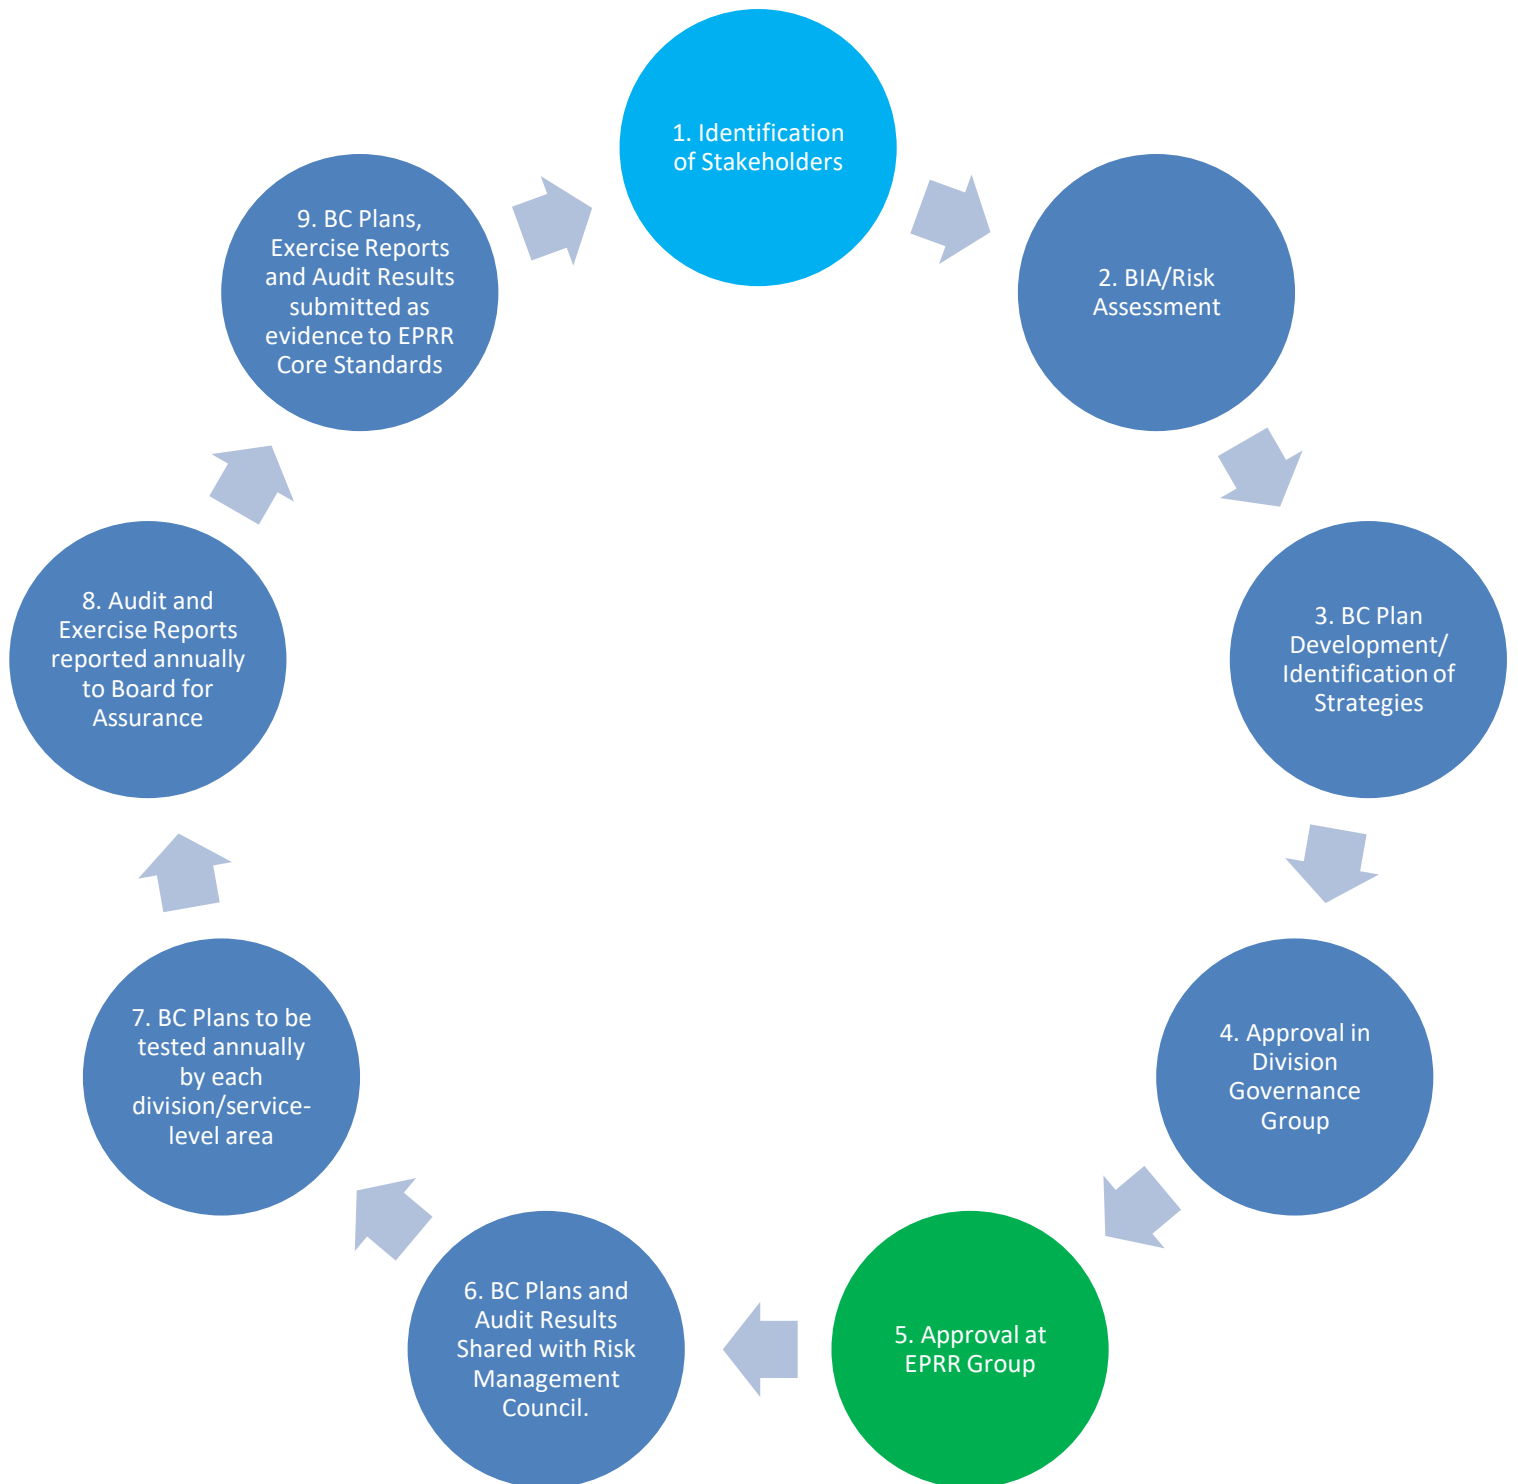 1. Identification
of Stakeholders
2. BIA/Risk
Assessment
3. BC Plan
Development/
Identification of
Strategies
4. Approval in
Division
Governance
Group
5. Approval at
EPRR Group
6. BC Plans and
Audit Results
Shared with Risk
Management
Council.
7. BC Plans to be
tested annually
by each
division/service-
level area
8. Audit and
Exercise Reports
reported annually
to Board for
Assurance
9. BC Plans,
Exercise Reports
and Audit Results
submitted as
evidence to EPRR
Core Standards